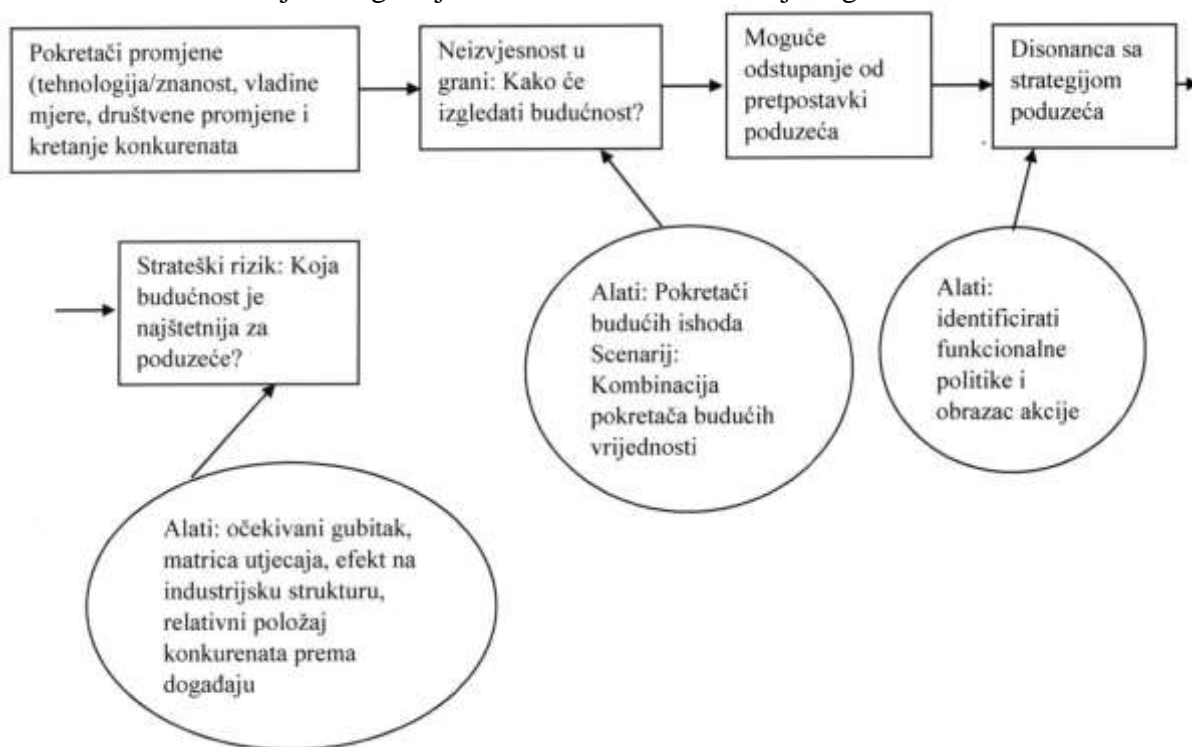 Pokretači promjene
(tehnologija/znanost, vladine
mjere, društvene promjene i
kretanje konkurenata
Neizvjesnost u
grani: Kako će
izgledati budućnost?
Moguće
odstupanje od
pretpostavki
poduzeća
Disonanca sa
strategijom
poduzeća
Strateški rizik: Koja
budućnost je
najštetnija za
poduzeće?
Alati: Pokretači
budućih ishoda
Scenarij:
Kombinacija
pokretača budućih
vrijednosti
Alati:
identificirati
funkcionalne
politike i
obrazac akcije
Alati: očekivani gubitak,
matrica utjecaja, efekt na
industrijsku strukturu,
relativni položaj
konkurenata prema
događaju